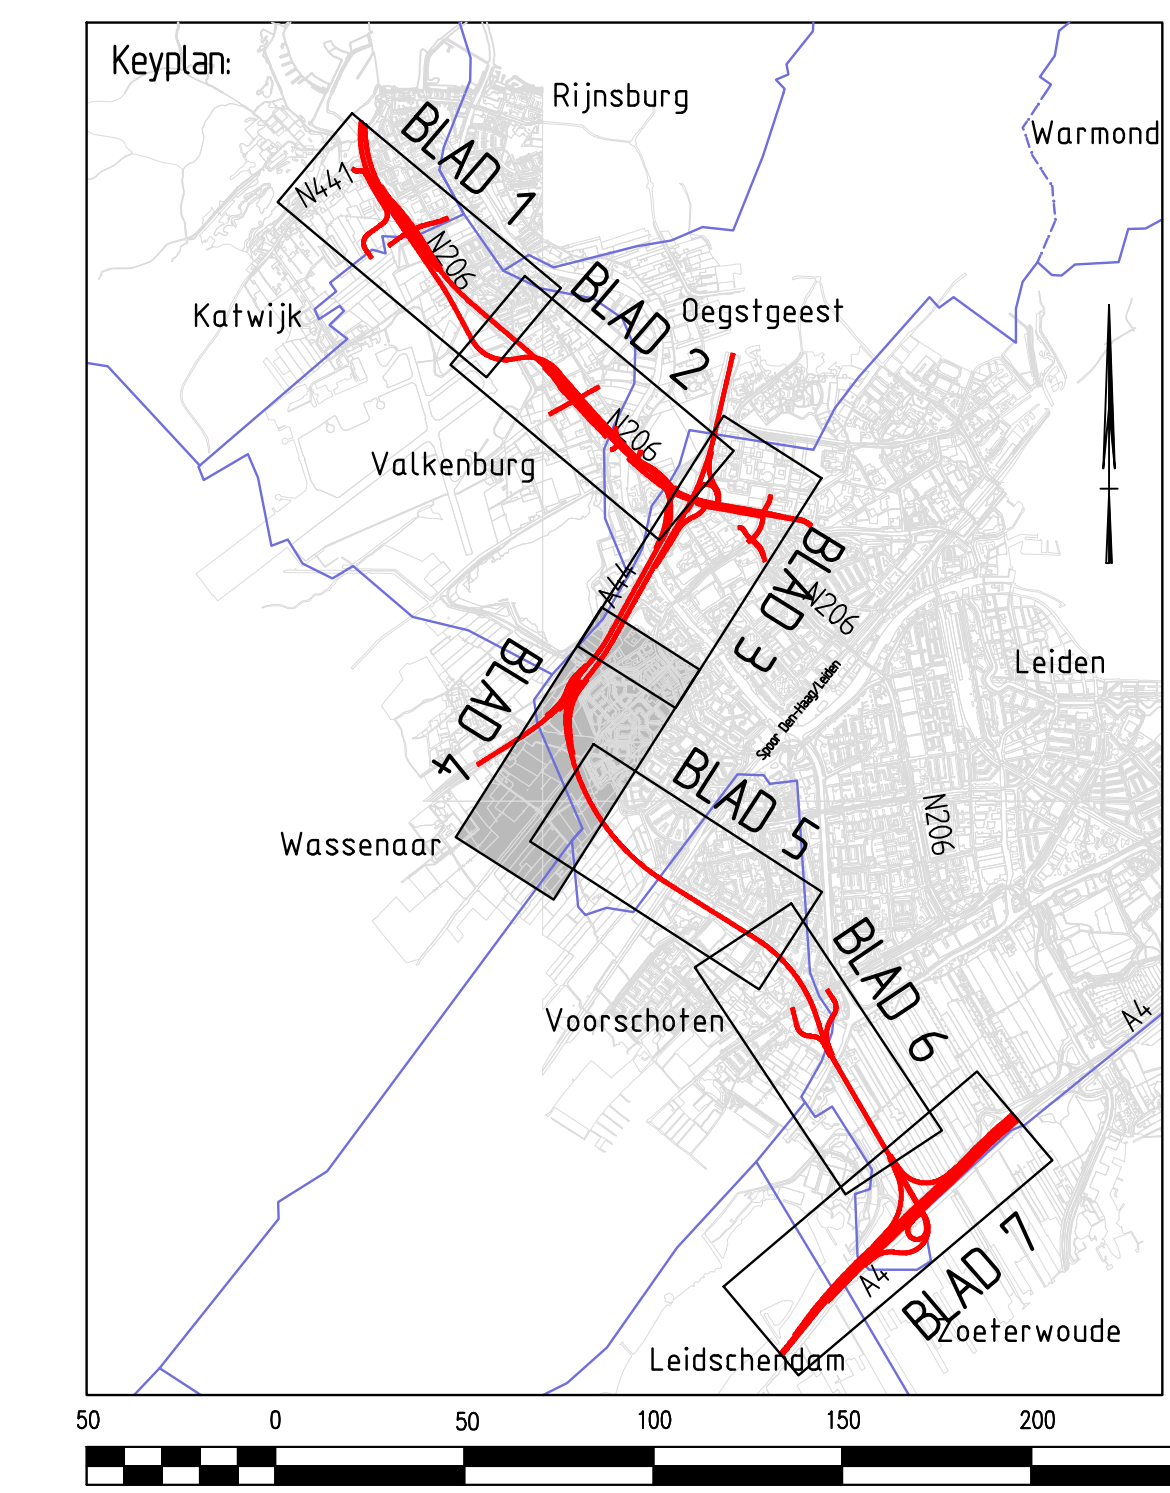 Keyplan:
Rijnsburg
Warmond
BLAD 1
N441
N206
BLAD 2
Katwijk
Oegstgeest
N206
Valkenburg
BLAD 3
A44
N206
Leiden
BLAD 4
Spoor Den-Haag/Leiden
BLAD 5
N206
Wassenaar
BLAD 6
Voorschoten
A4
BLAD 7
A4
Zoeterwoude
Leidschendam
50 0 50 100 150 200